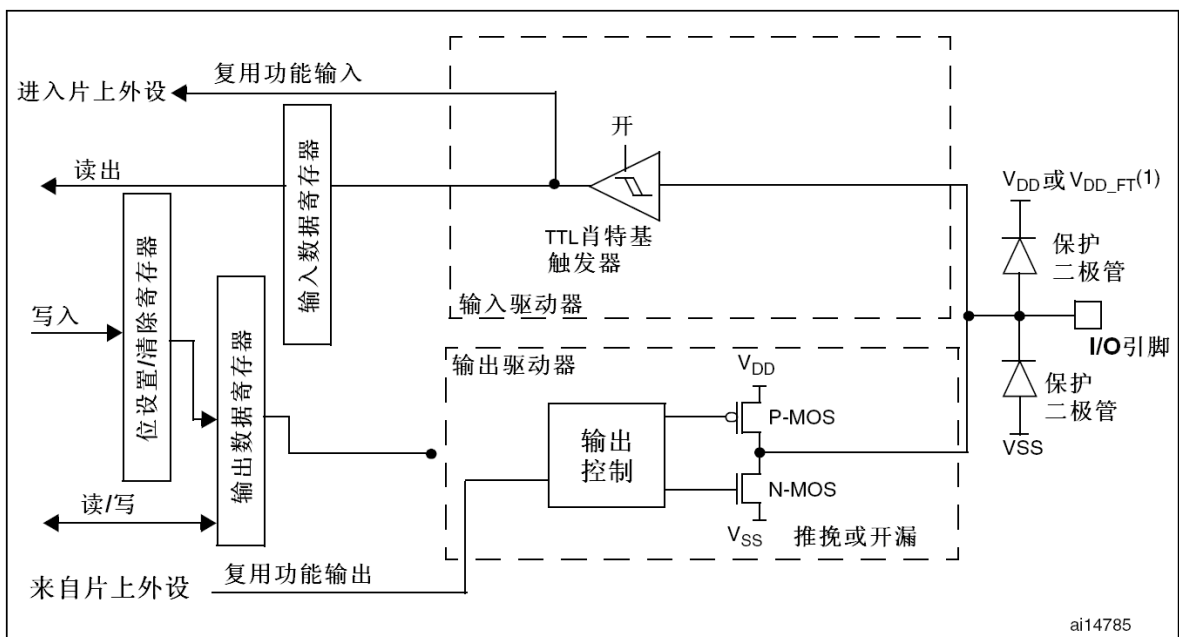 复用功能输入
进入片上外设
开
读出
输入数据寄存器
TTL肖特基
触发器
V_DD或V_DD_FT(1)
保护
二极管
位设置/清除寄存器
输入驱动器
写入
输出数据寄存器
I/O引脚
输出驱动器
V_DD
保护
二极管
P-MOS
输出
控制
VSS
N-MOS
读/写
V_SS
推挽或开漏
来自片上外设
复用功能输出
ai14785